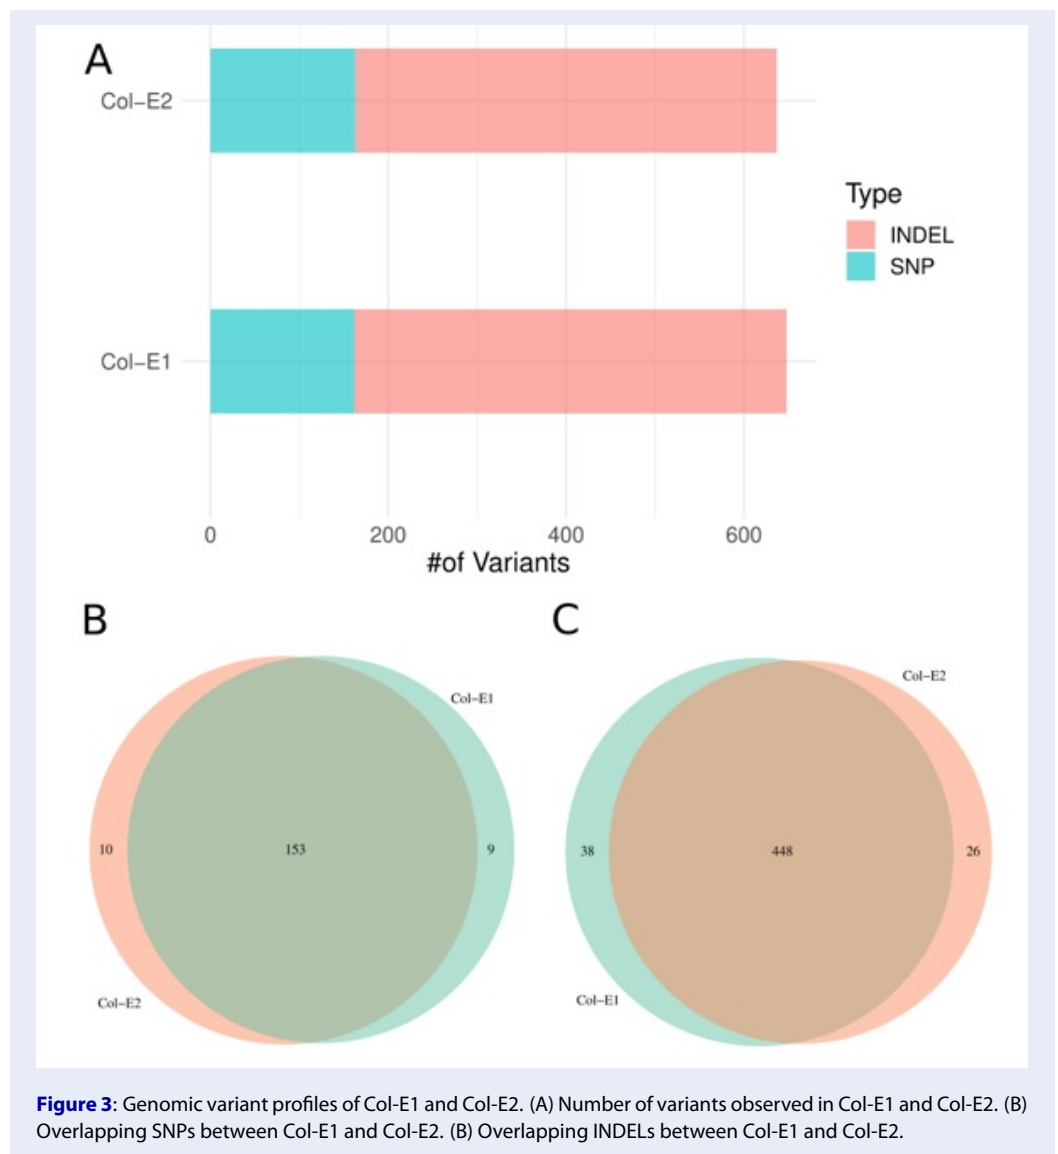 A
Col–E2
Col–E1
Type
INDEL
SNP
0 200 400 600
#of Variants
B
C
Col–E1
10 153 9
Col–E2
Col–E2
38 448 26
Col–E1
Figure 3: Genomic variant profiles of Col-E1 and Col-E2. (A) Number of variants observed in Col-E1 and Col-E2. (B)
Overlapping SNPs between Col-E1 and Col-E2. (B) Overlapping INDELs between Col-E1 and Col-E2.